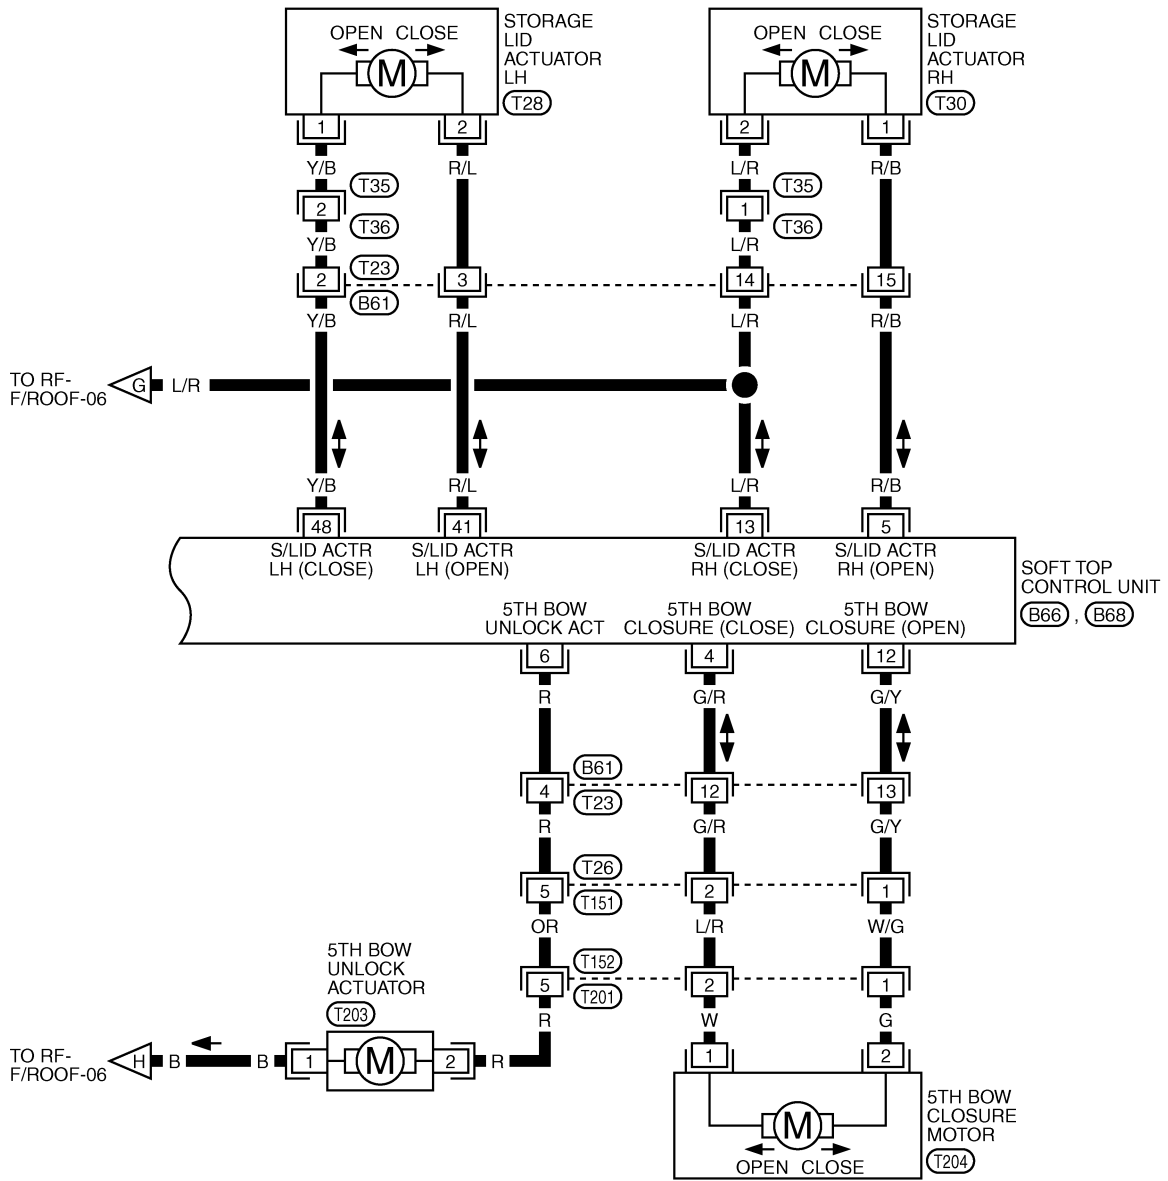 OPEN CLOSE
M
STORAGE
LID
ACTUATOR
LH
T28
OPEN CLOSE
M
STORAGE
LID
ACTUATOR
RH
T30
1 2 2 1
Y/B R/L L/R R/B
T35 T35
2 1
T36 T36
Y/B L/R
T23
2 3 14 15
B61
Y/B R/L L/R R/B
TO RF-
F/ROOF-06
G L/R
Y/B R/L L/R R/B
48 41 13 5
S/LID ACTR
LH (CLOSE)
S/LID ACTR
LH (OPEN)
S/LID ACTR
RH (CLOSE)
S/LID ACTR
RH (OPEN)
SOFT TOP
CONTROL UNIT
B66 , B68
5TH BOW
UNLOCK ACT
5TH BOW
CLOSURE (CLOSE)
5TH BOW
CLOSURE (OPEN)
6 4 12
R G/R G/Y
B61
4 12 13
T23
R G/R G/Y
T26
5 2 1
T151
OR L/R W/G
T152
5 2 1
T201
R W G
5TH BOW
UNLOCK
ACTUATOR
T203
TO RF-
F/ROOF-06
H B B 1 M 2 R
1 2
M
OPEN CLOSE
5TH BOW
CLOSURE
MOTOR
T204